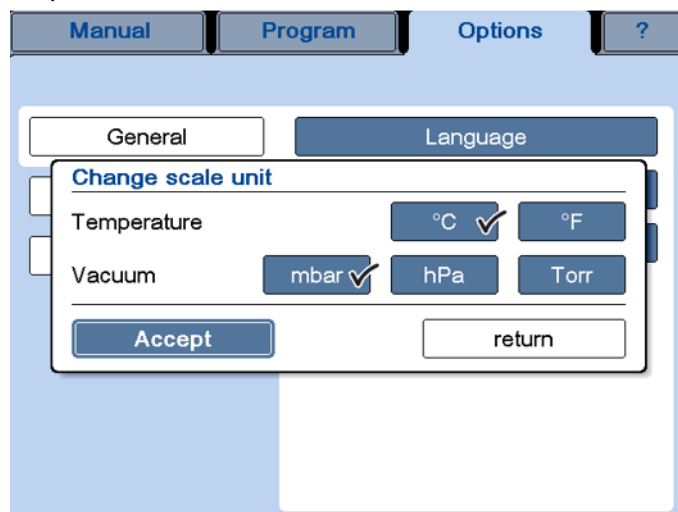 Manual Program Options ?
General Language
Change scale unit
Temperature °C °F
Vacuum mbar hPa Torr
Accept return